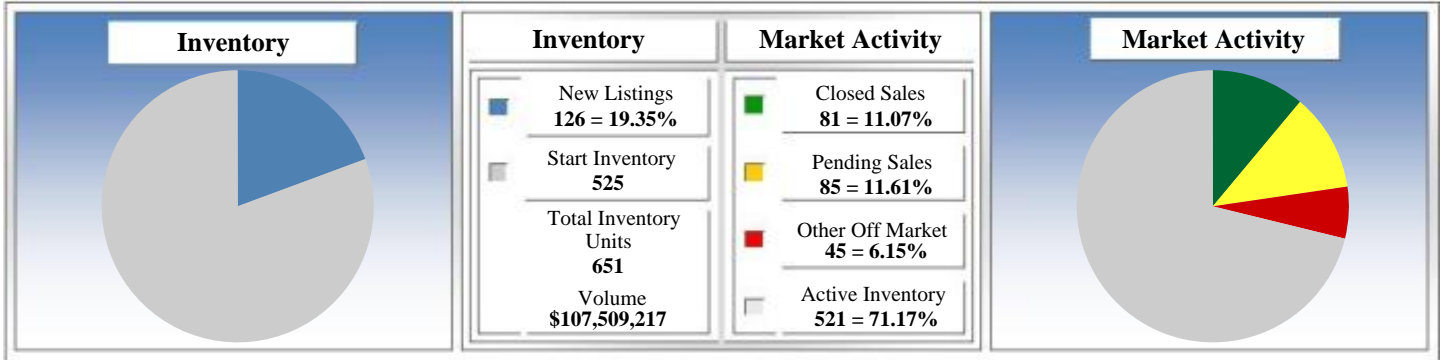 Inventory
Inventory
Market Activity
Market Activity
New Listings
126 = 19.35%
Start Inventory
525
Total Inventory
Units
651
Volume
$107,509,217
Closed Sales
81 = 11.07%
Pending Sales
85 = 11.61%
Other Off Market
45 = 6.15%
Active Inventory
521 = 71.17%